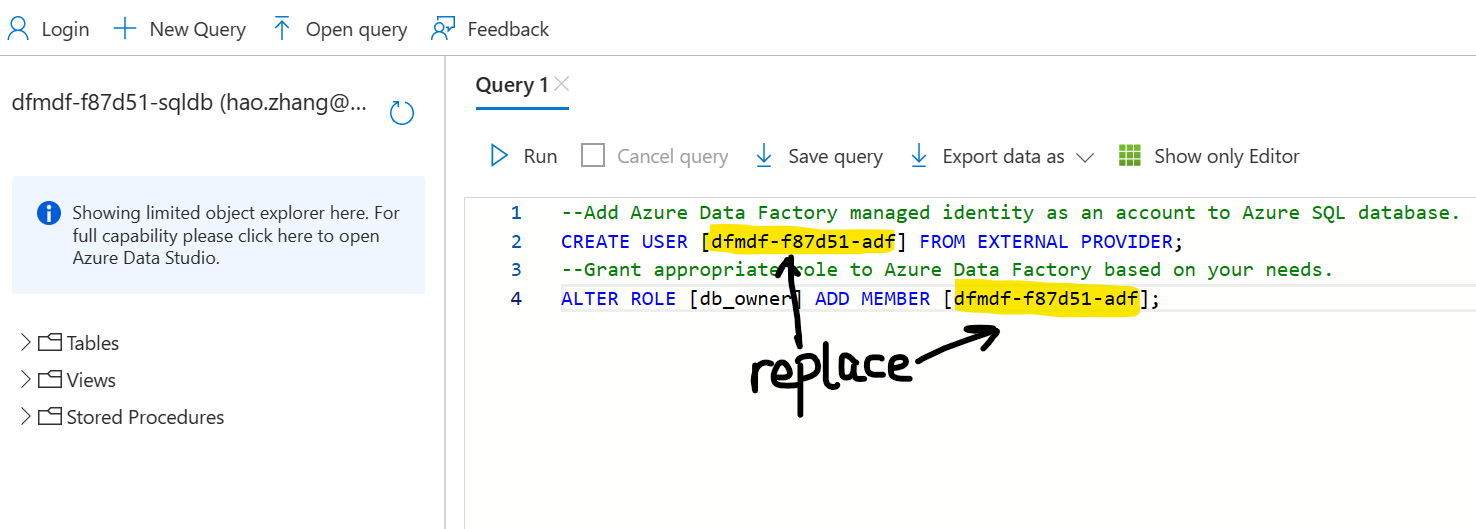 Login New Query Open query Feedback
dfmdf-f87d51-sqldb (hao.zhang@...
Showing limited object explorer here. For
full capability please click here to open
Azure Data Studio.
Tables
Views
Stored Procedures
Query 1
Run Cancel query Save query Export data as Show only Editor
1 --Add Azure Data Factory managed identity as an account to Azure SQL database.
2 CREATE USER [dfmdf-f87d51-adf] FROM EXTERNAL PROVIDER;
3 --Grant appropriate role to Azure Data Factory based on your needs.
4 ALTER ROLE [db_owner] ADD MEMBER [dfmdf-f87d51-adf];
replace